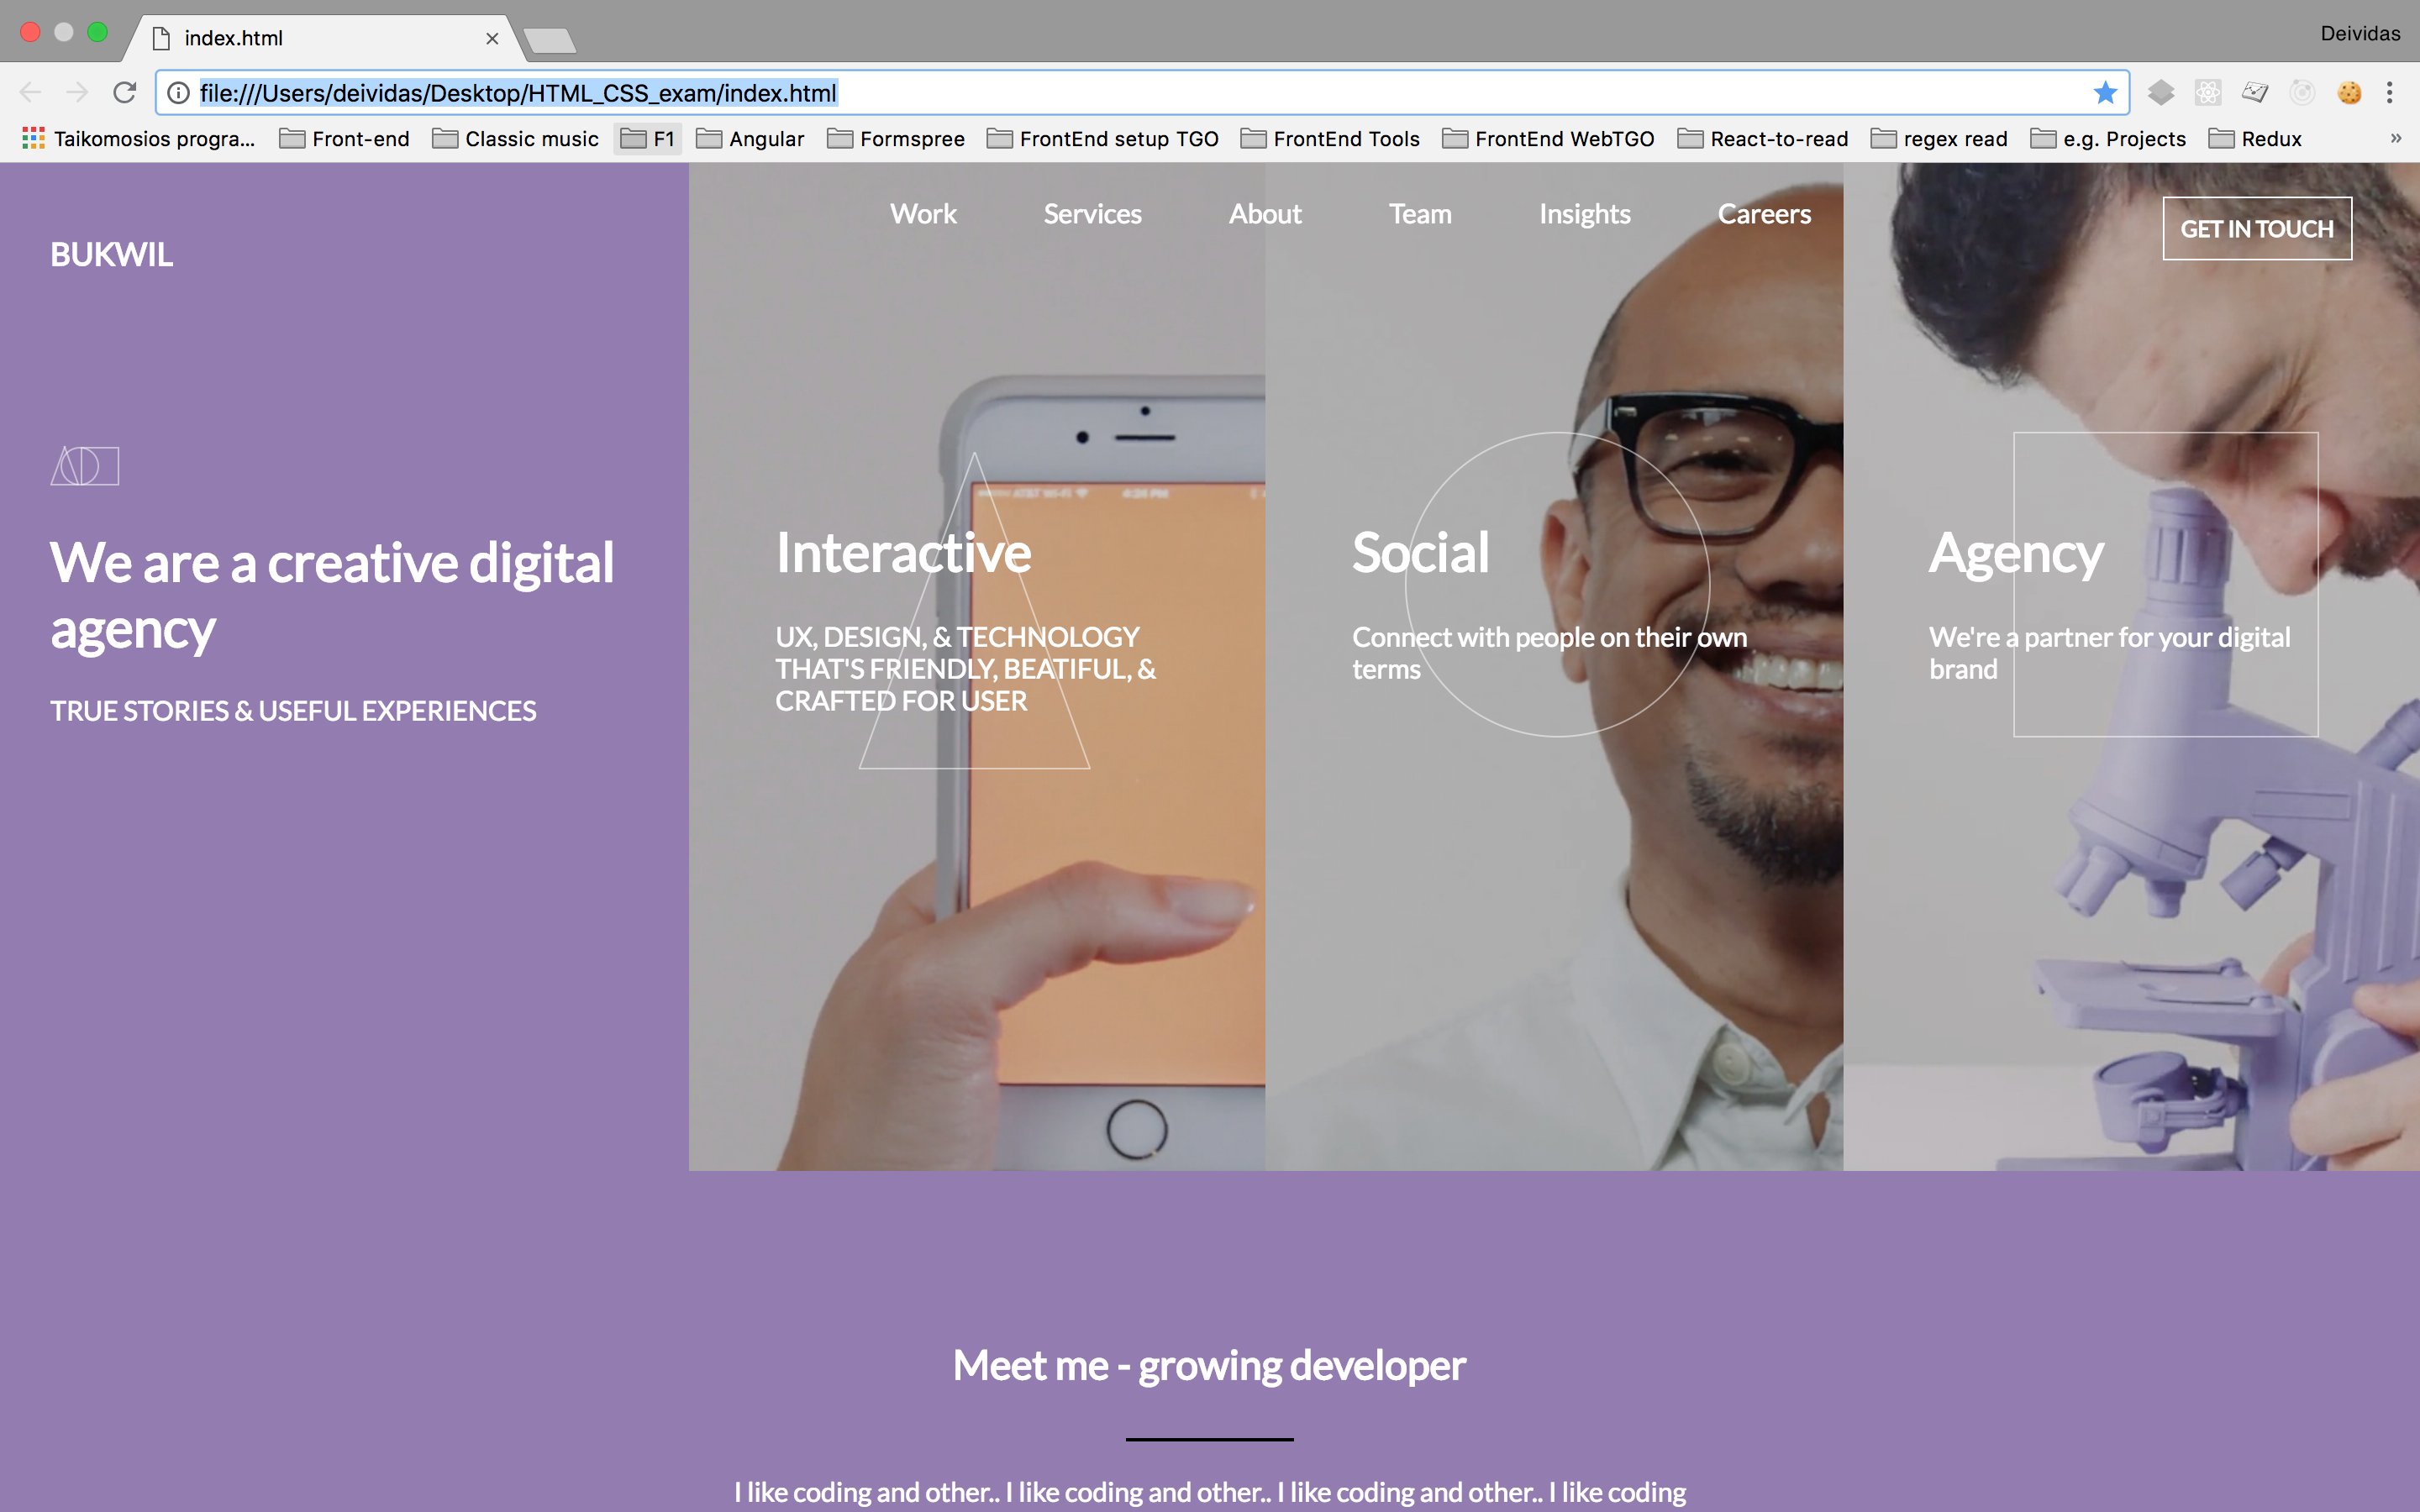 index.html
Deividas
file:///Users/deividas/Desktop/HTML_CSS_exam/index.html
Taikomosios progra... Front-end Classic music F1 Angular Formspree FrontEnd setup TGO FrontEnd Tools FrontEnd WebTGO React-to-read regex read e.g. Projects Redux »
Work Services About Team Insights Careers
GET IN TOUCH
BUKWIL
We are a creative digital
agency
TRUE STORIES & USEFUL EXPERIENCES
Interactive
UX, DESIGN, & TECHNOLOGY
THAT'S FRIENDLY, BEATIFUL, &
CRAFTED FOR USER
Social
Connect with people on their own
terms
Agency
We're a partner for your digital
brand
Meet me - growing developer
I like coding and other.. I like coding and other.. I like coding and other.. I like coding